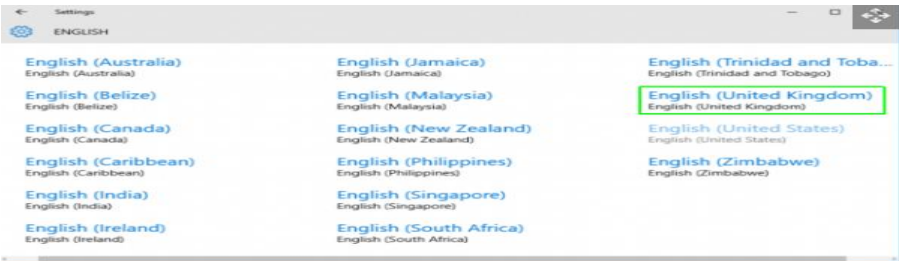 Settings
ENGLISH
English (Australia)
English (Australia)
English (Belize)
English (Belize)
English (Canada)
English (Canada)
English (Caribbean)
English (Caribbean)
English (India)
English (India)
English (Ireland)
English (Ireland)
English (Jamaica)
English (Jamaica)
English (Malaysia)
English (Malaysia)
English (New Zealand)
English (New Zealand)
English (Philippines)
English (Philippines)
English (Singapore)
English (Singapore)
English (South Africa)
English (South Africa)
English (Trinidad and Toba...
English (Trinidad and Tobago)
English (United Kingdom)
English (United Kingdom)
English (United States)
English (United States)
English (Zimbabwe)
English (Zimbabwe)